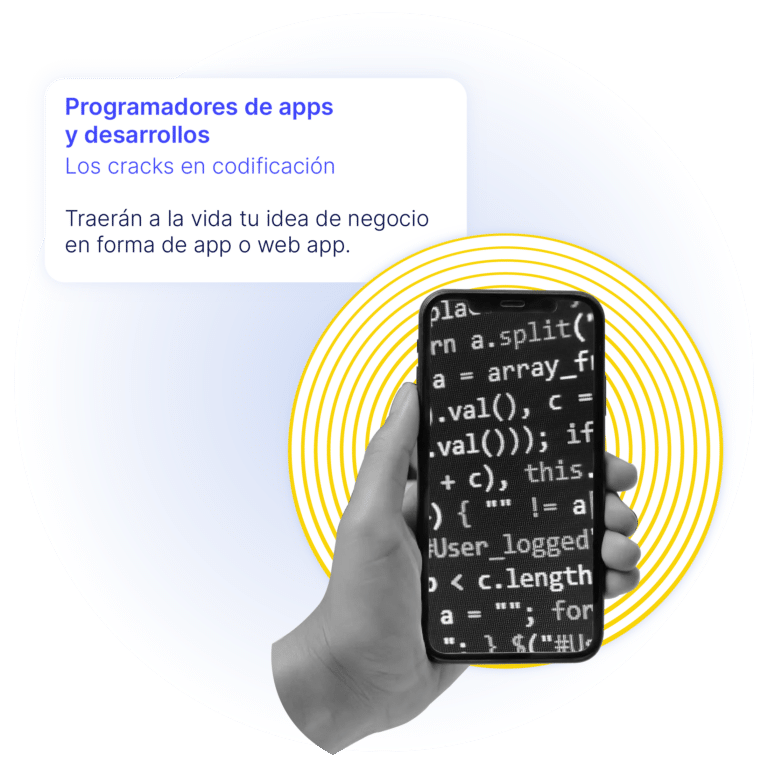 Programadores de apps
y desarrollos
Los cracks en codificación
Traerán a la vida tu idea de negocio
en forma de app o web app.
rn a.split("
a = array_f
).val(), c =
.val())); if
+ c), this.
) { "" != a
#User_logged
< c.length
a = ""; for
"; } $("#U